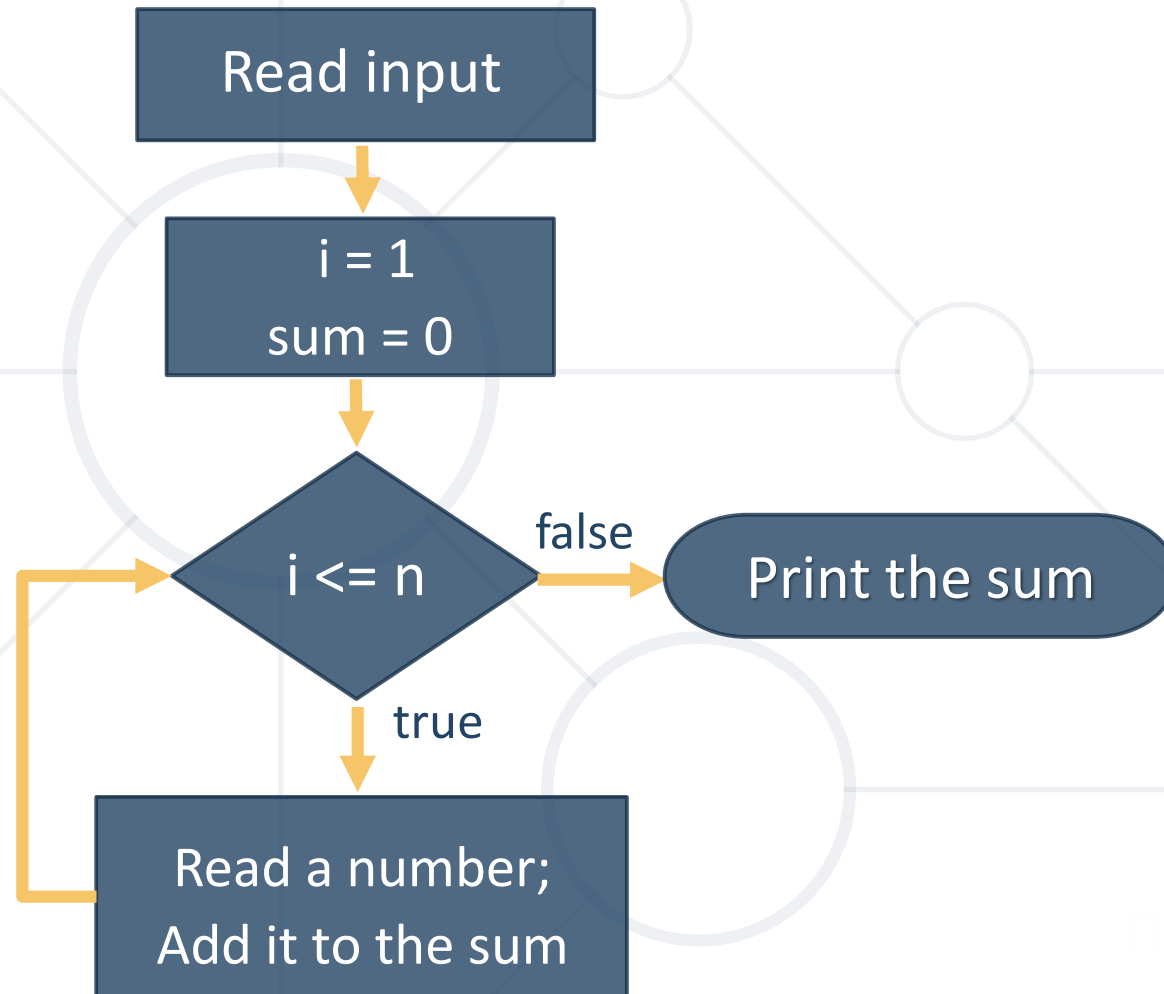 Read input
i = 1
sum = 0
i <= n
false
Print the sum
true
Read a number;
Add it to the sum